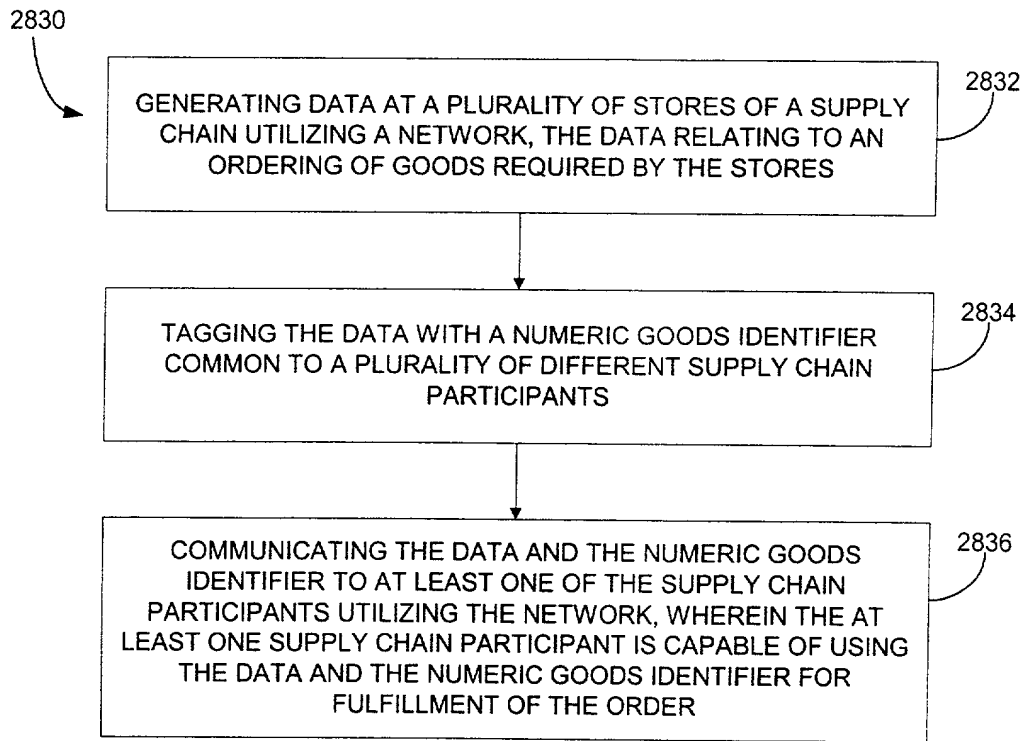 2830
2832
GENERATING DATA AT A PLURALITY OF STORES OF A SUPPLY
CHAIN UTILIZING A NETWORK, THE DATA RELATING TO AN
ORDERING OF GOODS REQUIRED BY THE STORES
2834
TAGGING THE DATA WITH A NUMERIC GOODS IDENTIFIER
COMMON TO A PLURALITY OF DIFFERENT SUPPLY CHAIN
PARTICIPANTS
2836
COMMUNICATING THE DATA AND THE NUMERIC GOODS
IDENTIFIER TO AT LEAST ONE OF THE SUPPLY CHAIN
PARTICIPANTS UTILIZING THE NETWORK, WHEREIN THE AT
LEAST ONE SUPPLY CHAIN PARTICIPANT IS CAPABLE OF USING
THE DATA AND THE NUMERIC GOODS IDENTIFIER FOR
FULFILLMENT OF THE ORDER